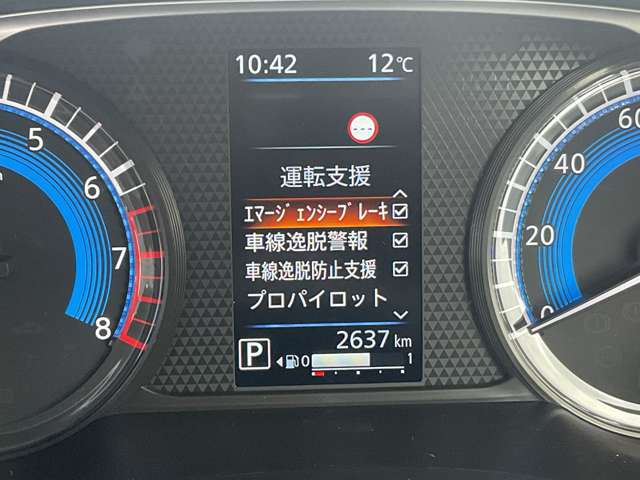 10:42 12℃
運転支援
ｴﾏｰｼﾞｪﾝｼｰﾌﾞﾚｰｷ
車線逸脱警報
車線逸脱防止支援
プロパイロット
2637 km
P 0 1
5
6
7
8
60
40
20
0